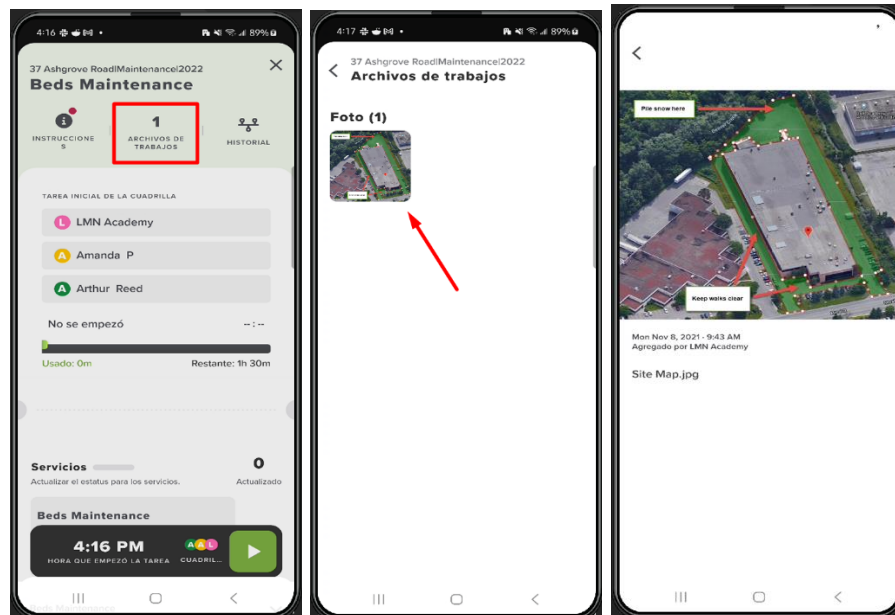 4:16
89%
37 Ashgrove Road|Maintenance|2022
Beds Maintenance
INSTRUCCIONE
S
1
ARCHIVOS DE
TRABAJOS
HISTORIAL
TAREA INICIAL DE LA CUADRILLA
L LMN Academy
A Amanda P
A Arthur Reed
No se empezó --:--
Usado: 0m Restante: 1h 30m
Servicios 0
Actualizar el estatus para los servicios. Actualizado
Beds Maintenance
4:16 PM A A L
HORA QUE EMPEZÓ LA TAREA CUADRIL...
Beds Maintenance
4:17
89%
37 Ashgrove Road|Maintenance|2022
Archivos de trabajos
Foto (1)
Pile snow here
Keep walks clear
Mon Nov 8, 2021 - 9:43 AM
Agregado por LMN Academy
Site Map.jpg